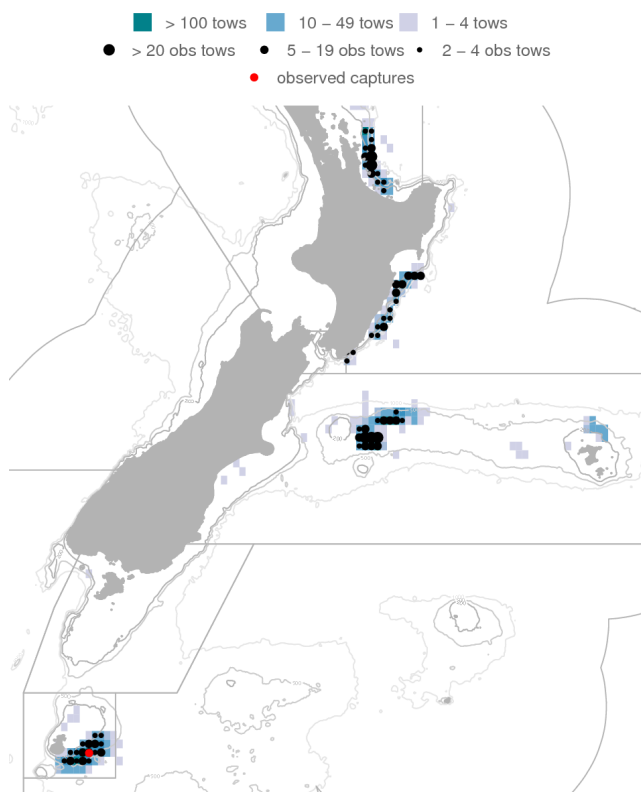 > 100 tows 10 – 49 tows 1 – 4 tows
> 20 obs tows 5 – 19 obs tows 2 – 4 obs tows
observed captures